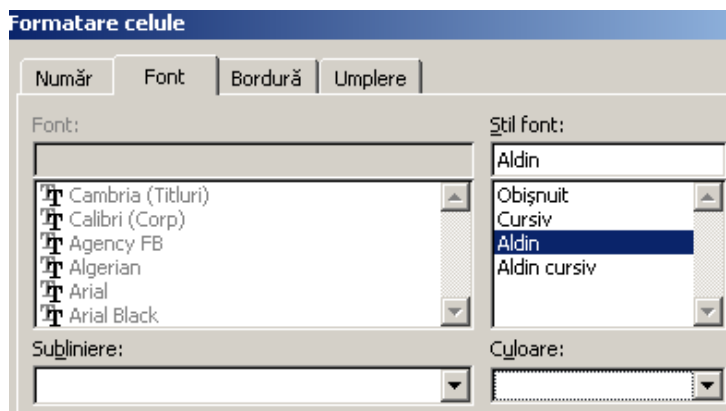 Formatare celule
Număr Font Bordură Umplere
Font:
Stil font:
Aldin
Cambria (Titluri)
Calibri (Corp)
Agency FB
Algerian
Arial
Arial Black
Obişnuit
Cursiv
Aldin
Aldin cursiv
Subliniere:
Culoare: